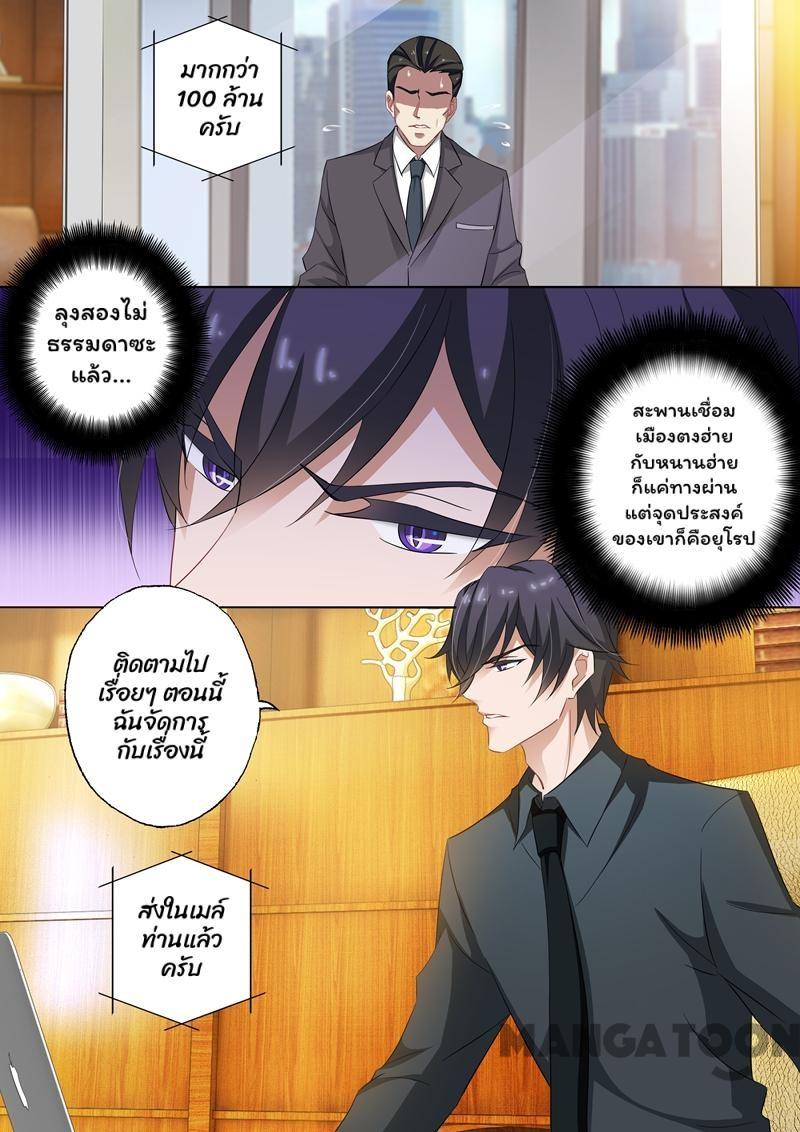 มากกว่า
100 ล้าน
ครับ
ลุงสองไม่
ธรรมดาซะ
แล้ว...
สะพานเชื่อม
เมืองตงฮ่าย
กับหนานฮ่าย
ก็แค่ทางผ่าน
แต่จุดประสงค์
ของเขาก็คือยุโรป
ติดตามไป
เรื่อยๆ ตอนนี้
ฉันจัดการ
กับเรื่องนี้
ส่งในเมล์
ท่านแล้ว
ครับ
MANGATOON